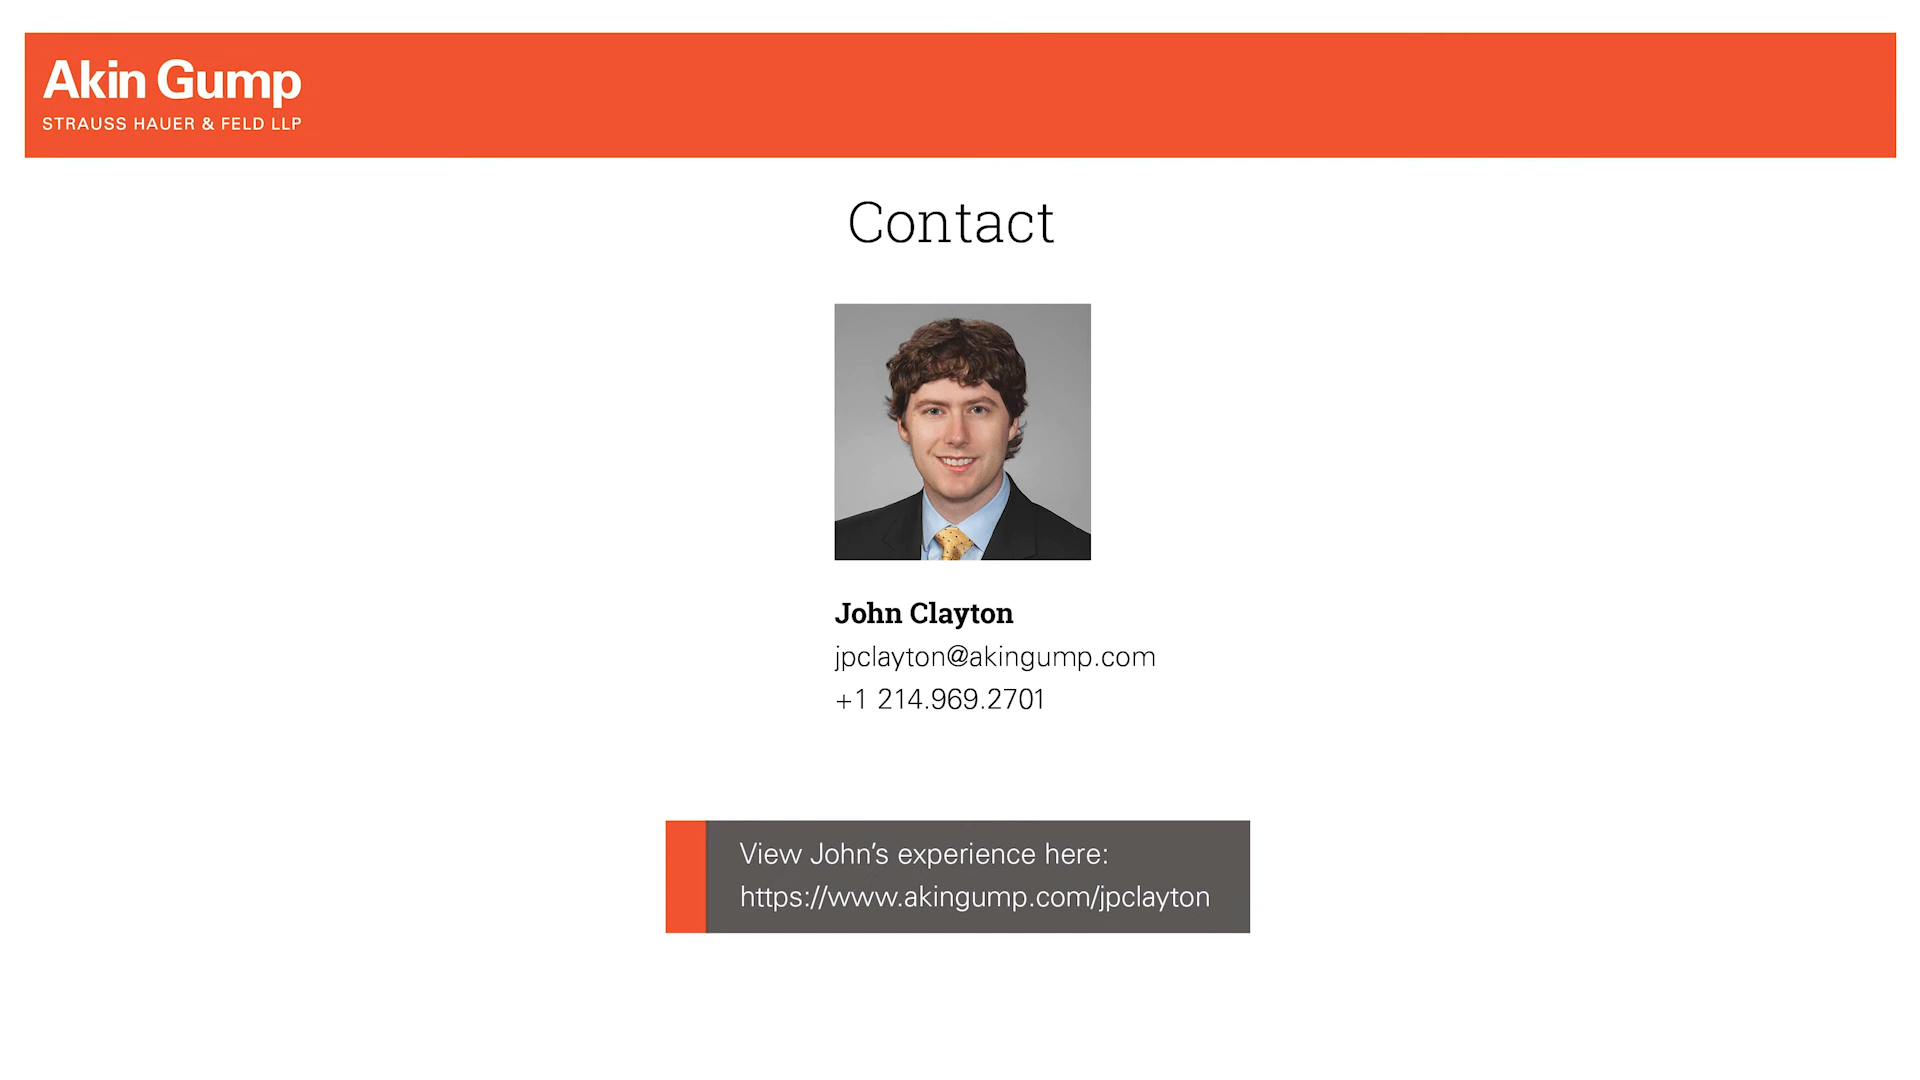 Akin Gump
STRAUSS HAUER & FELD LLP
Contact
John Clayton
jpclayton@akingump.com
+1 214.969.2701
View John’s experience here:
https://www.akingump.com/jpclayton